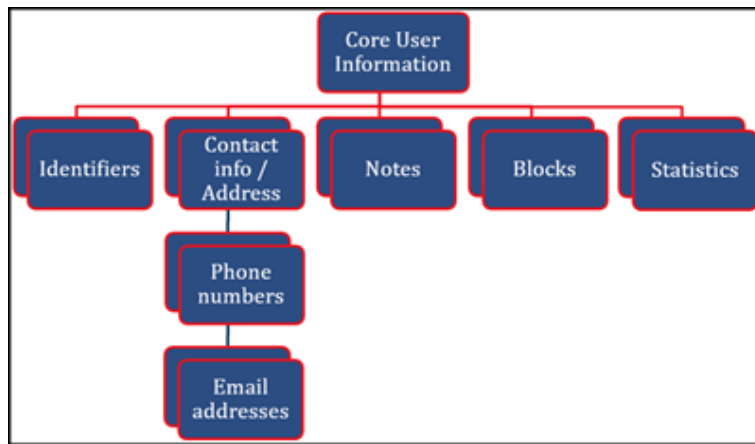 Core User
Information
Identifiers
Contact
info /
Address
Notes
Blocks
Statistics
Phone
numbers
Email
addresses